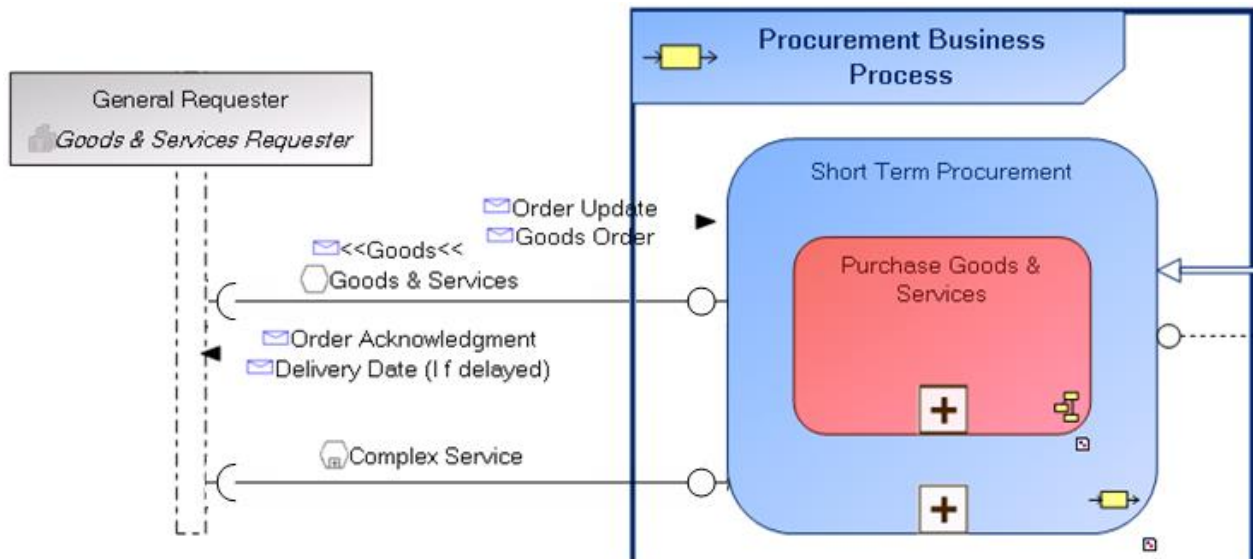 Procurement Business
Process
General Requester
Goods & Services Requester
Short Term Procurement
Order Update
Goods Order
<<Goods<<
Goods & Services
Purchase Goods &
Services
Order Acknowledgment
Delivery Date (I f delayed)
Complex Service